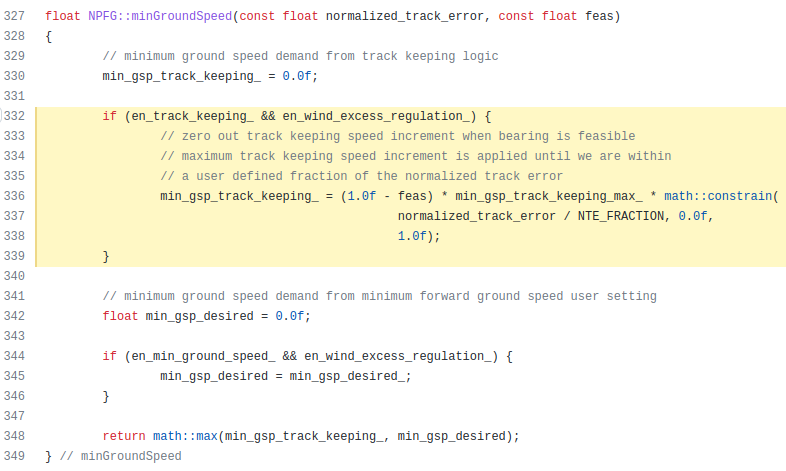 327 float NPFG::minGroundSpeed(const float normalized_track_error, const float feas)
328 {
329 // minimum ground speed demand from track keeping logic
330 min_gsp_track_keeping_ = 0.0f;
331
332 if (en_track_keeping_ && en_wind_excess_regulation_) {
333 // zero out track keeping speed increment when bearing is feasible
334 // maximum track keeping speed increment is applied until we are within
335 // a user defined fraction of the normalized track error
336 min_gsp_track_keeping_ = (1.0f - feas) * min_gsp_track_keeping_max_ * math::constrain(
337 normalized_track_error / NTE_FRACTION, 0.0f,
338 1.0f);
339 }
340
341 // minimum ground speed demand from minimum forward ground speed user setting
342 float min_gsp_desired = 0.0f;
343
344 if (en_min_ground_speed_ && en_wind_excess_regulation_) {
345 min_gsp_desired = min_gsp_desired_;
346 }
347
348 return math::max(min_gsp_track_keeping_, min_gsp_desired);
349 } // minGroundSpeed